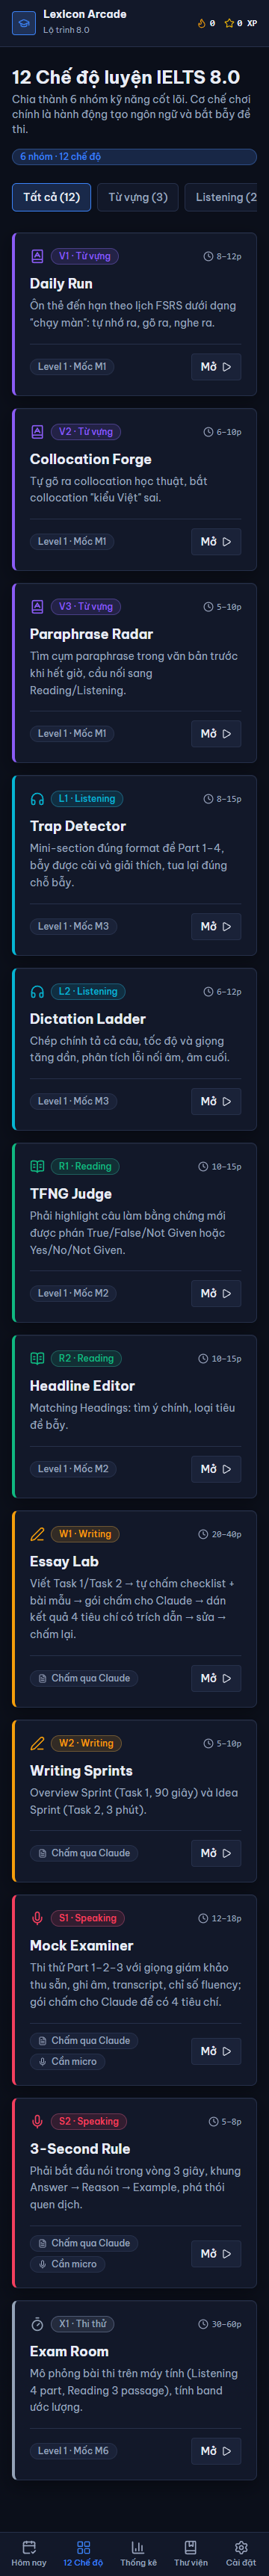 Lexicon Arcade
Lộ trình 8.0
0
0 XP
12 Chế độ luyện IELTS 8.0
Chia thành 6 nhóm kỹ năng cốt lõi. Cơ chế chơi
chính là hành động tạo ngôn ngữ và bắt bẫy đề
thi.
6 nhóm · 12 chế độ
Tất cả (12)
Từ vựng (3)
Listening (2
V1 · Từ vựng
8–12p
Daily Run
Ôn thẻ đến hạn theo lịch FSRS dưới dạng
"chạy màn": tự nhớ ra, gõ ra, nghe ra.
Level 1 · Mốc M1
Mở
V2 · Từ vựng
6–10p
Collocation Forge
Tự gõ ra collocation học thuật, bắt
collocation "kiểu Việt" sai.
Level 1 · Mốc M1
Mở
V3 · Từ vựng
5–10p
Paraphrase Radar
Tìm cụm paraphrase trong văn bản trước
khi hết giờ, cầu nối sang
Reading/Listening.
Level 1 · Mốc M1
Mở
L1 · Listening
8–15p
Trap Detector
Mini-section đúng format đề Part 1–4,
bẫy được cài và giải thích, tua lại đúng
chỗ bẫy.
Level 1 · Mốc M3
Mở
L2 · Listening
6–12p
Dictation Ladder
Chép chính tả cả câu, tốc độ và giọng
tăng dần, phân tích lỗi nối âm, âm cuối.
Level 1 · Mốc M3
Mở
R1 · Reading
10–15p
TFNG Judge
Phải highlight câu làm bằng chứng mới
được phán True/False/Not Given hoặc
Yes/No/Not Given.
Level 1 · Mốc M2
Mở
R2 · Reading
10–15p
Headline Editor
Matching Headings: tìm ý chính, loại tiêu
đề bẫy.
Level 1 · Mốc M2
Mở
W1 · Writing
20–40p
Essay Lab
Viết Task 1/Task 2 → tự chấm checklist +
bài mẫu → gói chấm cho Claude → dán
kết quả 4 tiêu chí có trích dẫn → sửa →
chấm lại.
Chấm qua Claude
Mở
W2 · Writing
5–10p
Writing Sprints
Overview Sprint (Task 1, 90 giây) và Idea
Sprint (Task 2, 3 phút).
Chấm qua Claude
Mở
S1 · Speaking
12–18p
Mock Examiner
Thi thử Part 1–2–3 với giọng giám khảo
thu sẵn, ghi âm, transcript, chỉ số fluency;
gói chấm cho Claude để có 4 tiêu chí.
Chấm qua Claude
Cần micro
Mở
S2 · Speaking
5–8p
3-Second Rule
Phải bắt đầu nói trong vòng 3 giây, khung
Answer → Reason → Example, phá thói
quen dịch.
Chấm qua Claude
Cần micro
Mở
X1 · Thi thử
30–60p
Exam Room
Mô phỏng bài thi trên máy tính (Listening
4 part, Reading 3 passage), tính band
ước lượng.
Level 1 · Mốc M6
Mở
Hôm nay
12 Chế độ
Thống kê
Thư viện
Cài đặt